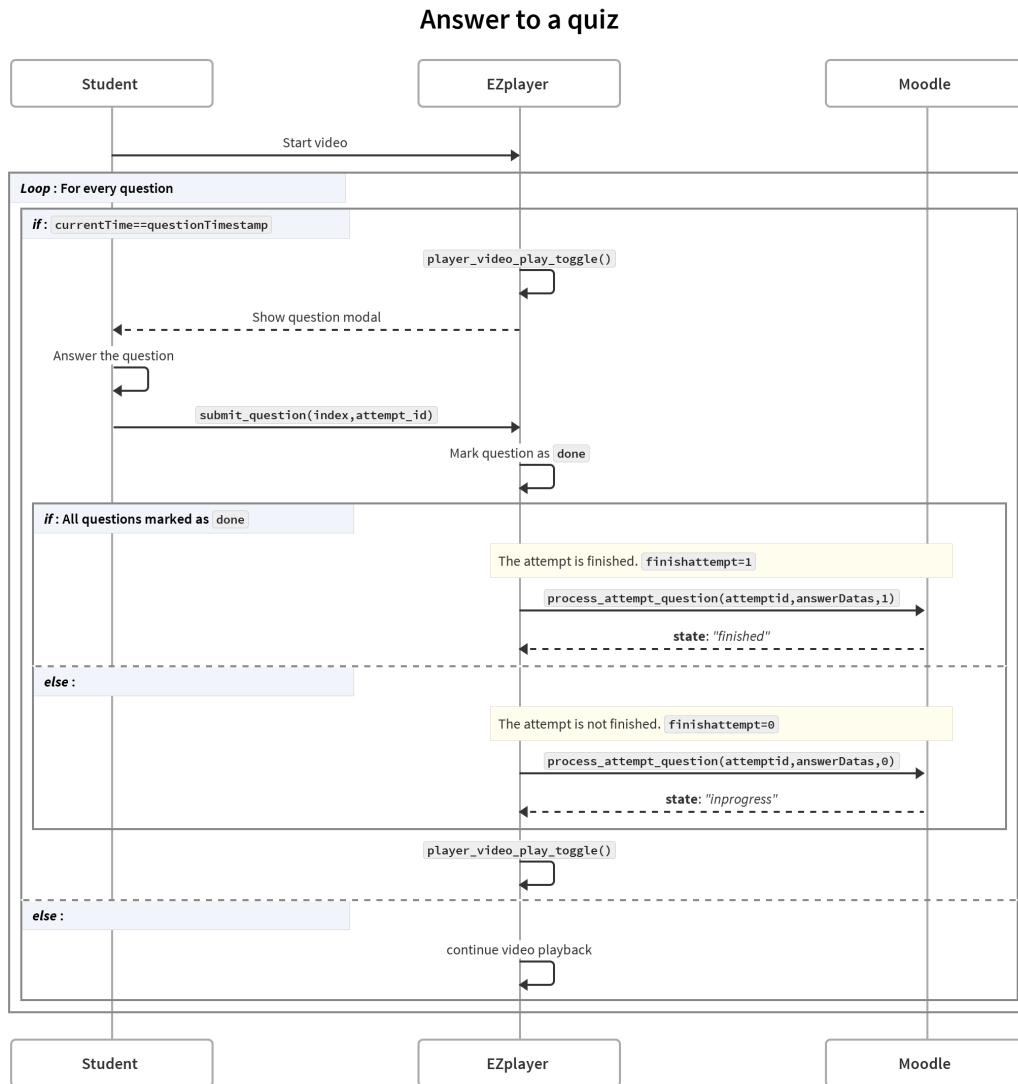 Answer to a quiz
Student EZplayer Moodle
Start video
Loop : For every question
if : currentTime==questionTimestamp
player_video_play_toggle()
Show question modal
Answer the question
submit_question(index,attempt_id)
Mark question as done
if : All questions marked as done
The attempt is finished. finishattempt=1
process_attempt_question(attemptid,answerDatas,1)
state: "finished"
else :
The attempt is not finished. finishattempt=0
process_attempt_question(attemptid,answerDatas,0)
state: "inprogress"
player_video_play_toggle()
else :
continue video playback
Student EZplayer Moodle